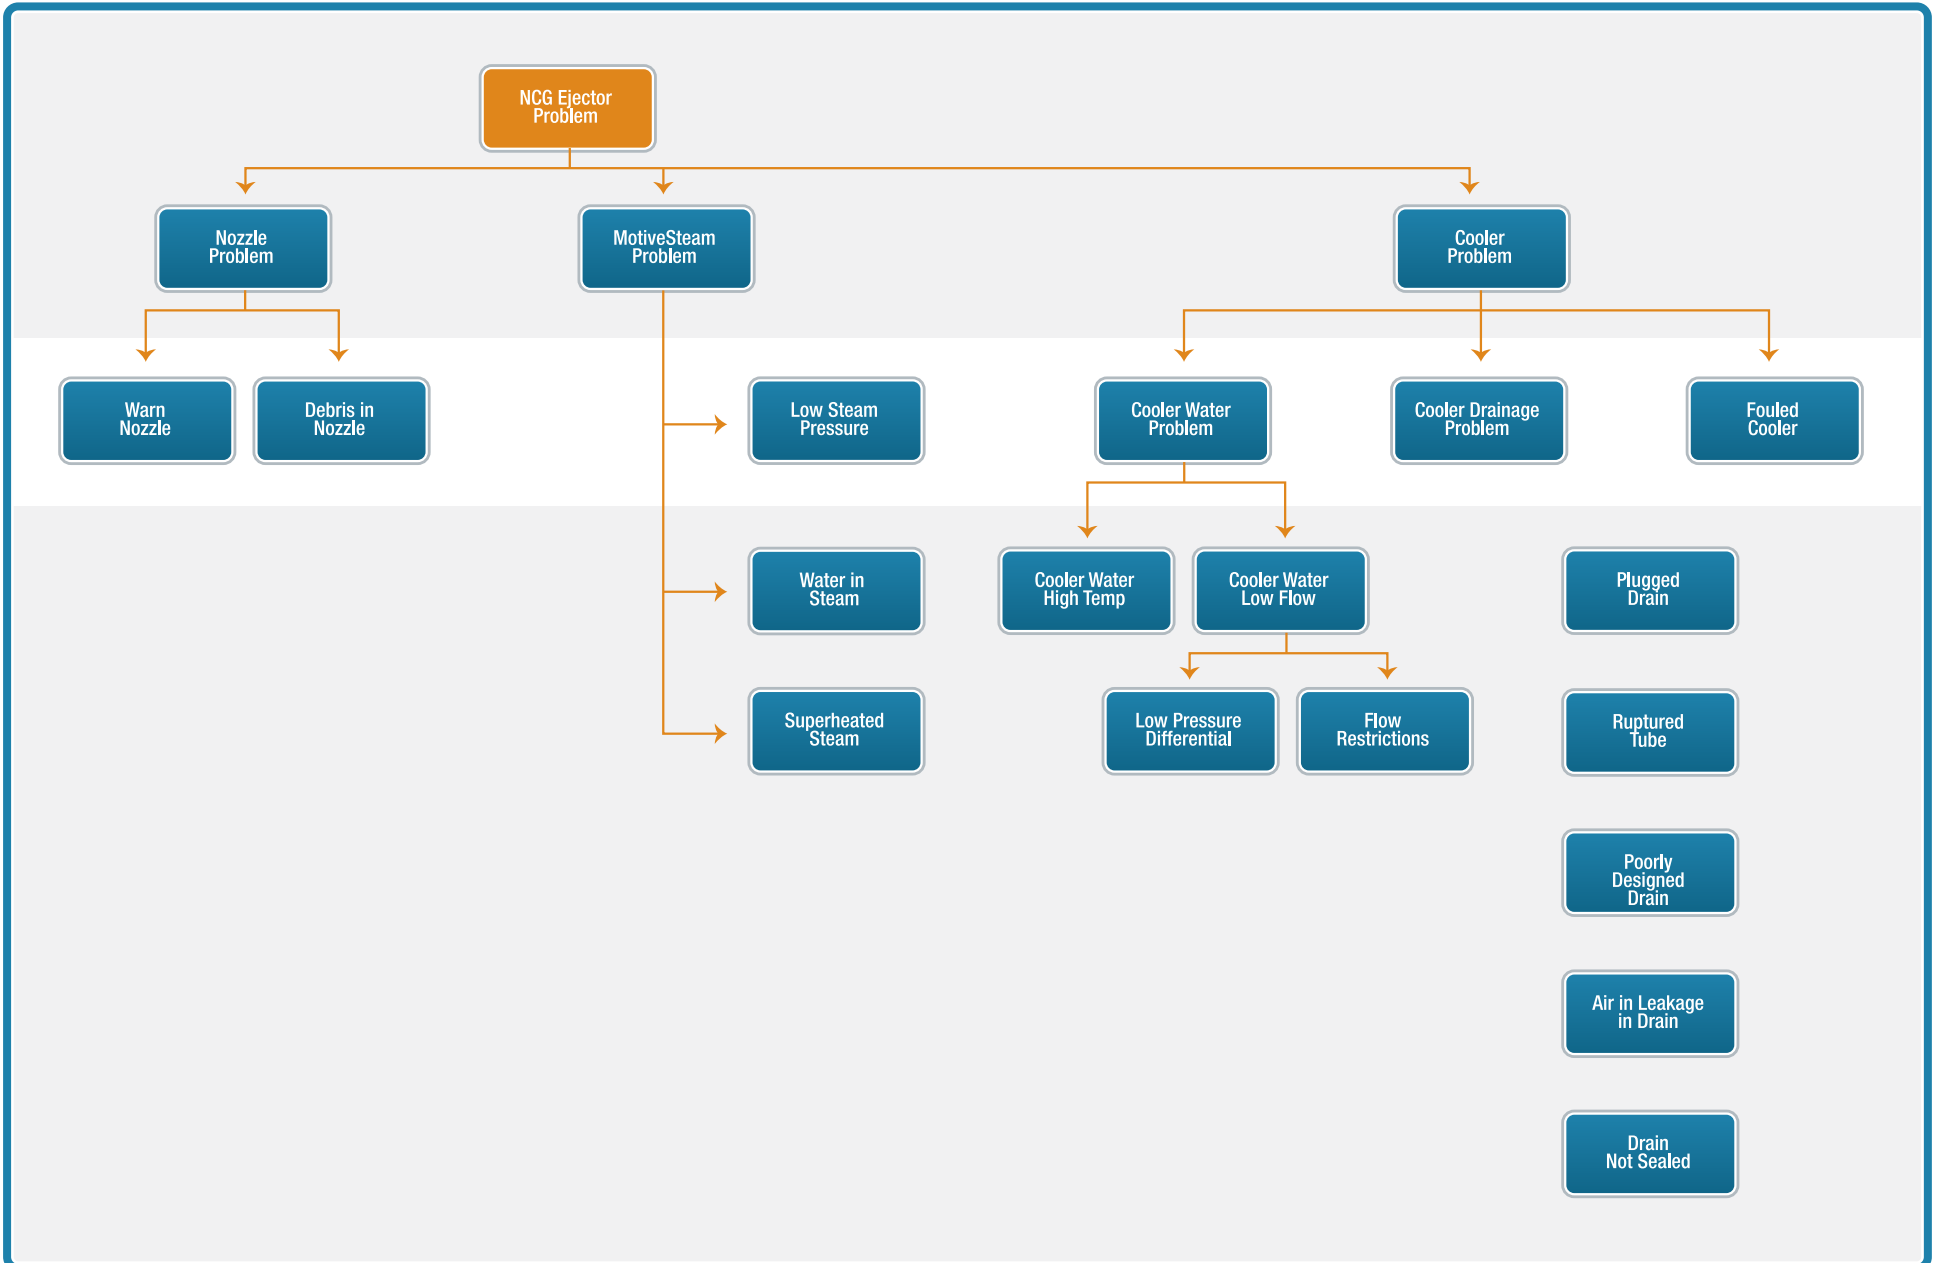 NCG Ejector
Problem
Nozzle
Problem
MotiveSteam
Problem
Cooler
Problem
Warn
Nozzle
Debris in
Nozzle
Low Steam
Pressure
Cooler Water
Problem
Cooler Drainage
Problem
Fouled
Cooler
Water in
Steam
Cooler Water
High Temp
Cooler Water
Low Flow
Plugged
Drain
Superheated
Steam
Low Pressure
Differential
Flow
Restrictions
Ruptured
Tube
Poorly
Designed
Drain
Air in Leakage
in Drain
Drain
Not Sealed